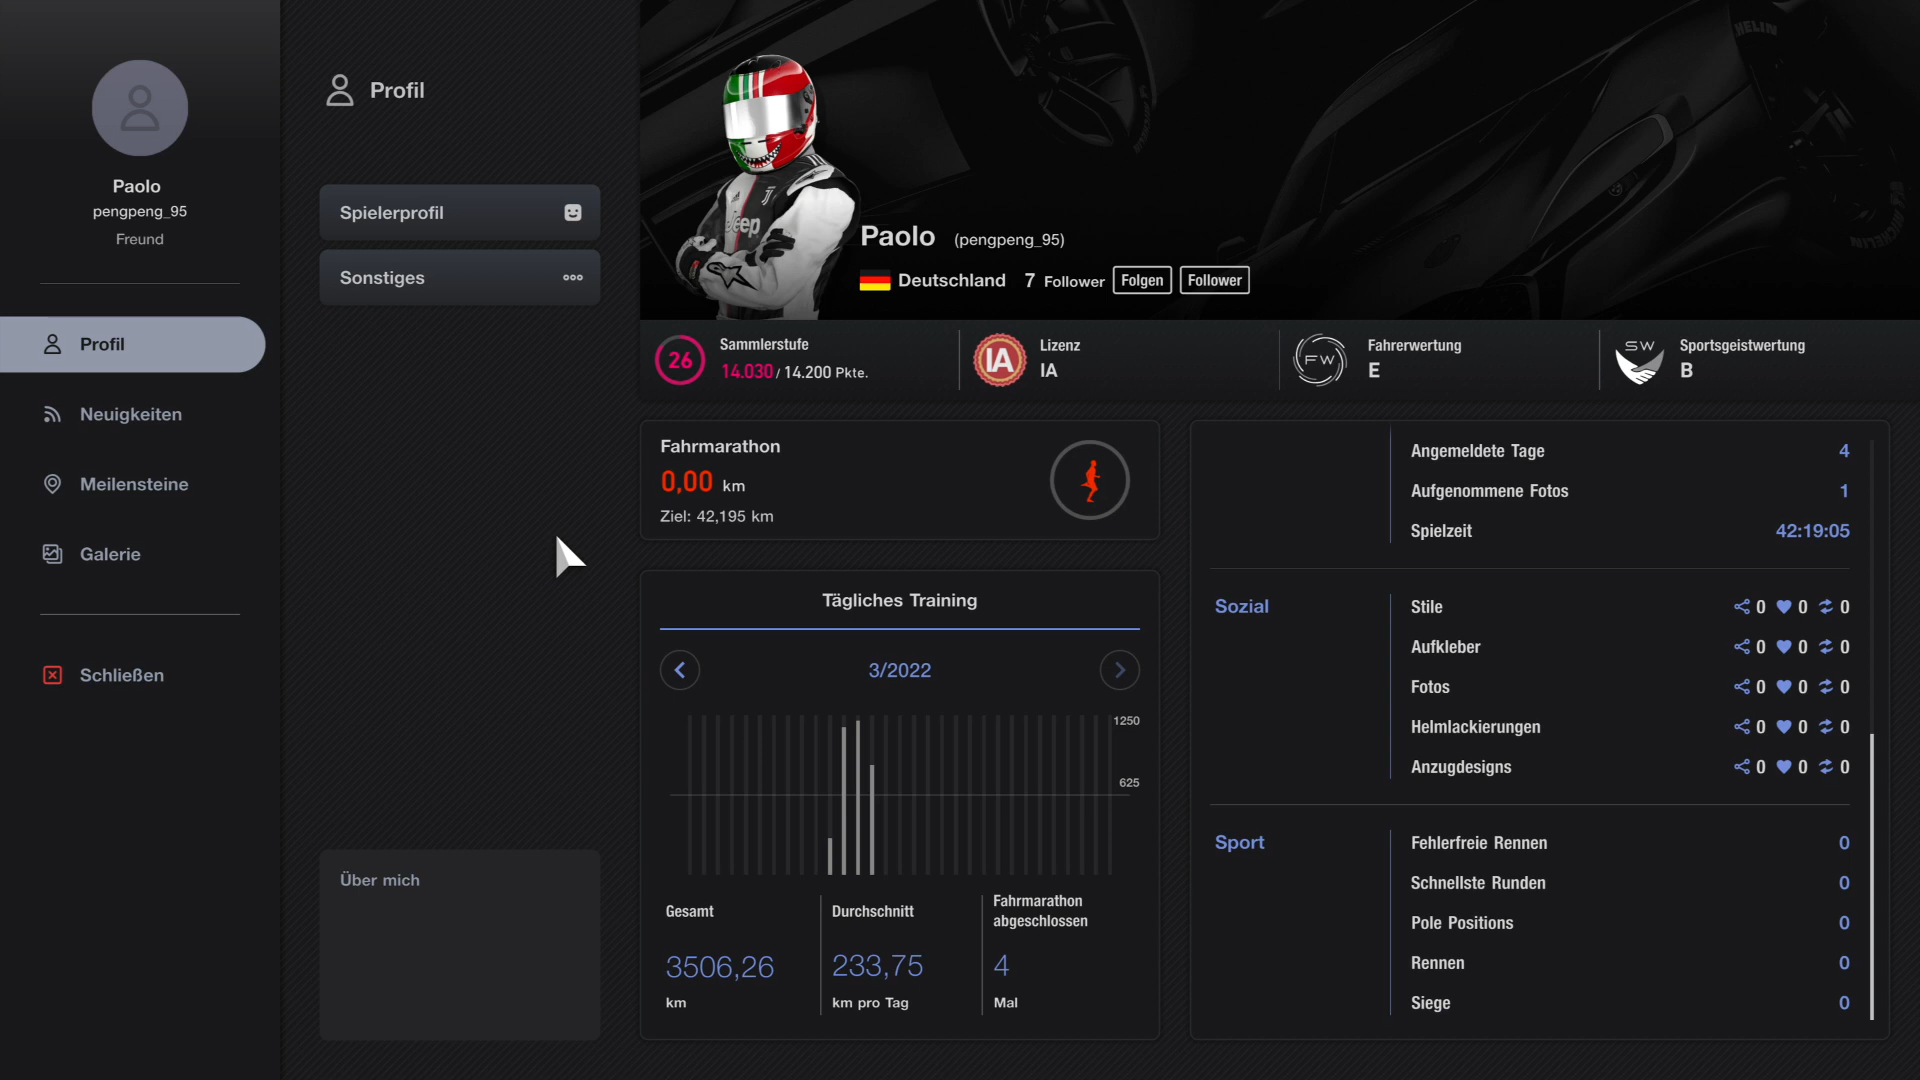 Paolo
pengpeng_95
Freund
Profil
Neuigkeiten
Meilensteine
Galerie
Schließen
Profil
Spielerprofil
Sonstiges
Über mich
Jeep
Paolo (pengpeng_95)
Deutschland 7 Follower Folgen Follower
26 Sammlerstufe
14.030 / 14.200 Pkte.
IA Lizenz
IA
FW Fahrerwertung
E
SW Sportsgeistwertung
B
Fahrmarathon
0,00 km
Ziel: 42,195 km
Tägliches Training
3/2022
1250
625
Gesamt
3506,26
km
Durchschnitt
233,75
km pro Tag
Fahrmarathon
abgeschlossen
4
Mal
Angemeldete Tage 4
Aufgenommene Fotos 1
Spielzeit 42:19:05
Sozial
Stile 0 0 0
Aufkleber 0 0 0
Fotos 0 0 0
Helmlackierungen 0 0 0
Anzugdesigns 0 0 0
Sport
Fehlerfreie Rennen 0
Schnellste Runden 0
Pole Positions 0
Rennen 0
Siege 0